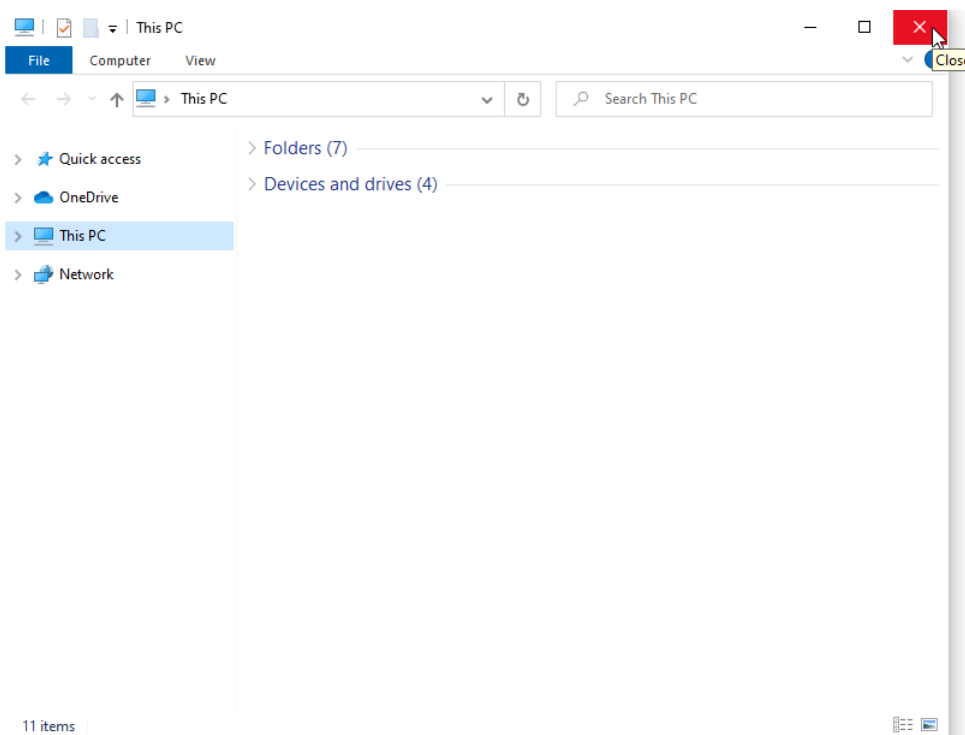 This PC
File Computer View
Close
This PC Search This PC
Quick access
OneDrive
This PC
Network
Folders (7)
Devices and drives (4)
11 items